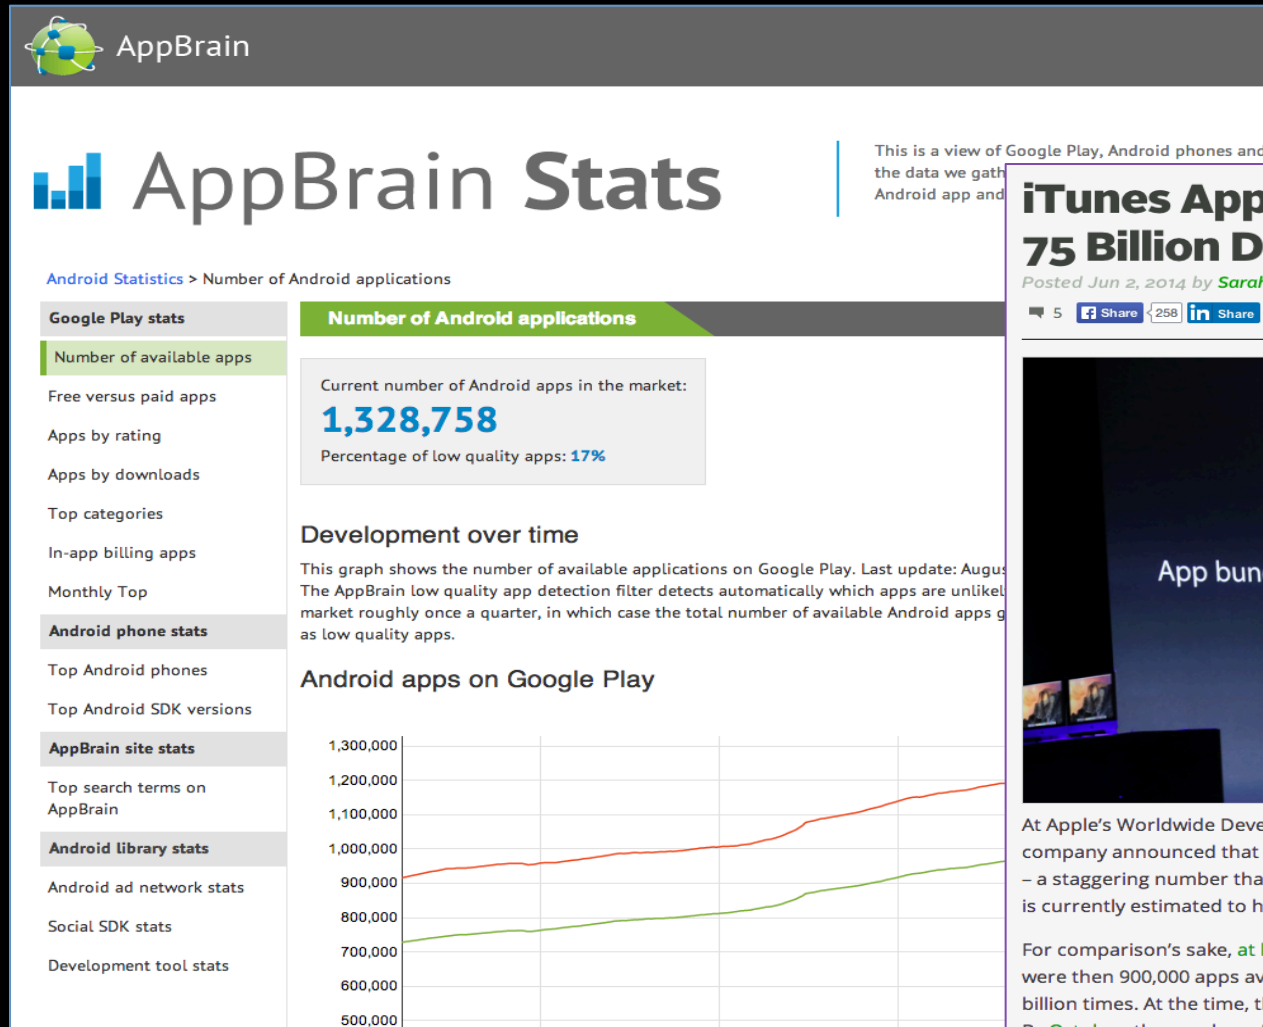 AppBrain
AppBrain Stats
This is a view of Google Play, Android phones and
the data we gath
Android app and
Android Statistics > Number of Android applications
Google Play stats
Number of available apps
Free versus paid apps
Apps by rating
Apps by downloads
Top categories
In-app billing apps
Monthly Top
Android phone stats
Top Android phones
Top Android SDK versions
AppBrain site stats
Top search terms on
AppBrain
Android library stats
Android ad network stats
Social SDK stats
Development tool stats
Number of Android applications
Current number of Android apps in the market:
1,328,758
Percentage of low quality apps: 17%
Development over time
This graph shows the number of available applications on Google Play. Last update: Augus
The AppBrain low quality app detection filter detects automatically which apps are unlikel
market roughly once a quarter, in which case the total number of available Android apps g
as low quality apps.
Android apps on Google Play
1,300,000
1,200,000
1,100,000
1,000,000
900,000
800,000
700,000
600,000
500,000
iTunes App
75 Billion D
Posted Jun 2, 2014 by Sarah
5 Share 258 in Share
App bun
At Apple's Worldwide Deve
company announced that
– a staggering number tha
is currently estimated to h
For comparison's sake, at l
were then 900,000 apps av
billion times. At the time, t